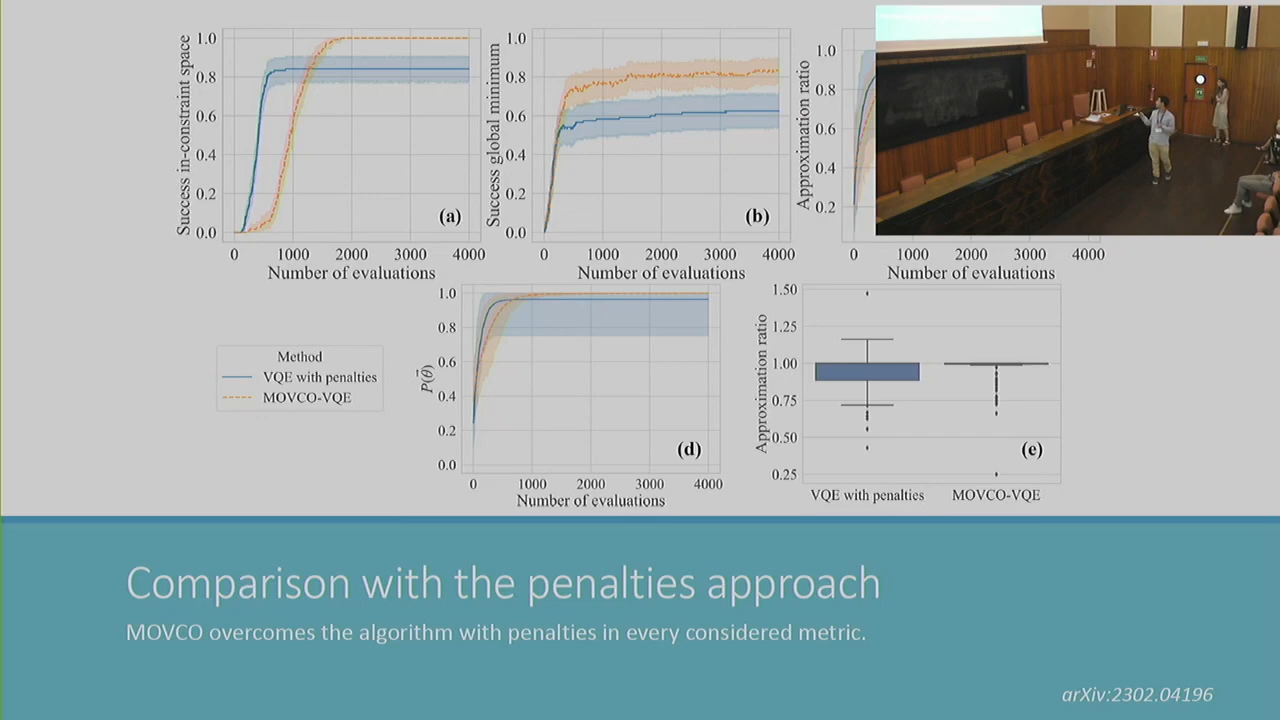 Success in-constraint space
1.0
0.8
0.6
0.4
0.2
0.0
(a)
0 1000 2000 3000 4000
Number of evaluations
Success global minimum
1.0
0.8
0.6
0.4
0.2
0.0
(b)
0 1000 2000 3000 4000
Number of evaluations
Approximation ratio
1.0
0.8
0.6
0.4
0.2
0 1000 2000 3000 4000
Number of evaluations
Method
VQE with penalties
MOVCO-VQE
P(θ⃗)
1.0
0.8
0.6
0.4
0.2
0.0
(d)
0 1000 2000 3000 4000
Number of evaluations
Approximation ratio
1.50
1.25
1.00
0.75
0.50
0.25
(e)
VQE with penalties MOVCO-VQE
Comparison with the penalties approach
MOVCO overcomes the algorithm with penalties in every considered metric.
arXiv:2302.04196